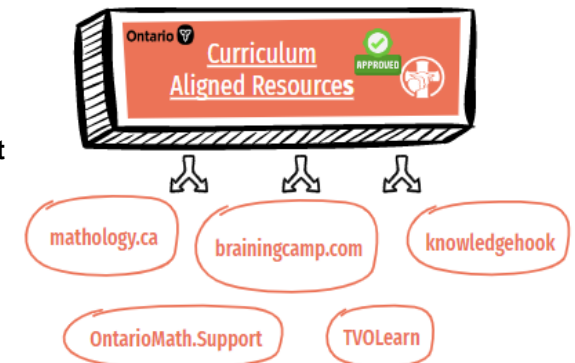 Ontario
Curriculum
Aligned Resources
APPROVED
t
mathology.ca
brainingcamp.com
knowledgehook
OntarioMath.Support
TVOLearn